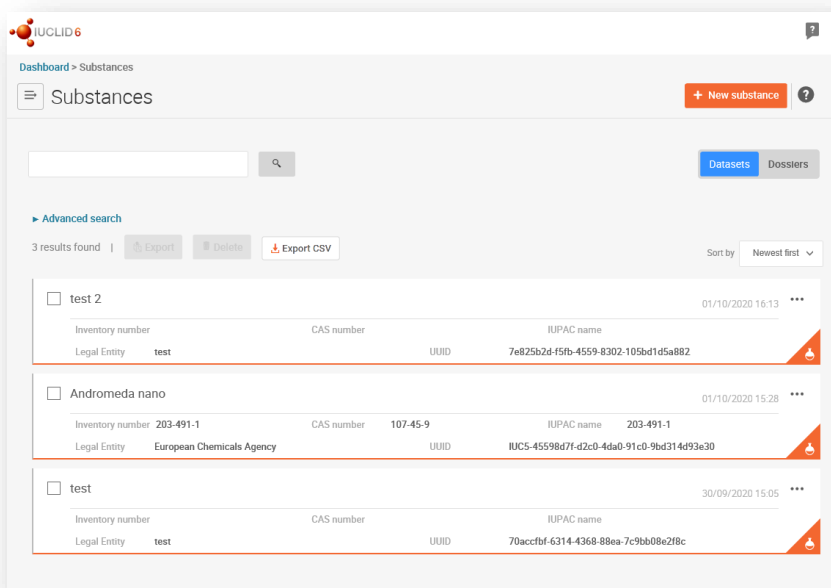 IUCLID 6
?
Dashboard > Substances
Substances
+ New substance
?
Datasets Dossiers
► Advanced search
3 results found | Export Delete Export CSV
Sort by Newest first
test 2
01/10/2020 16:13
Inventory number CAS number IUPAC name
Legal Entity test UUID 7e825b2d-f5fb-4559-8302-105bd1d5a882
Andromeda nano
01/10/2020 15:28
Inventory number 203-491-1 CAS number 107-45-9 IUPAC name 203-491-1
Legal Entity European Chemicals Agency UUID IUC5-45598d7f-d2c0-4da0-91c0-9bd314d93e30
test
30/09/2020 15:05
Inventory number CAS number IUPAC name
Legal Entity test UUID 70accfbf-6314-4368-88ea-7c9bb08e2f8c